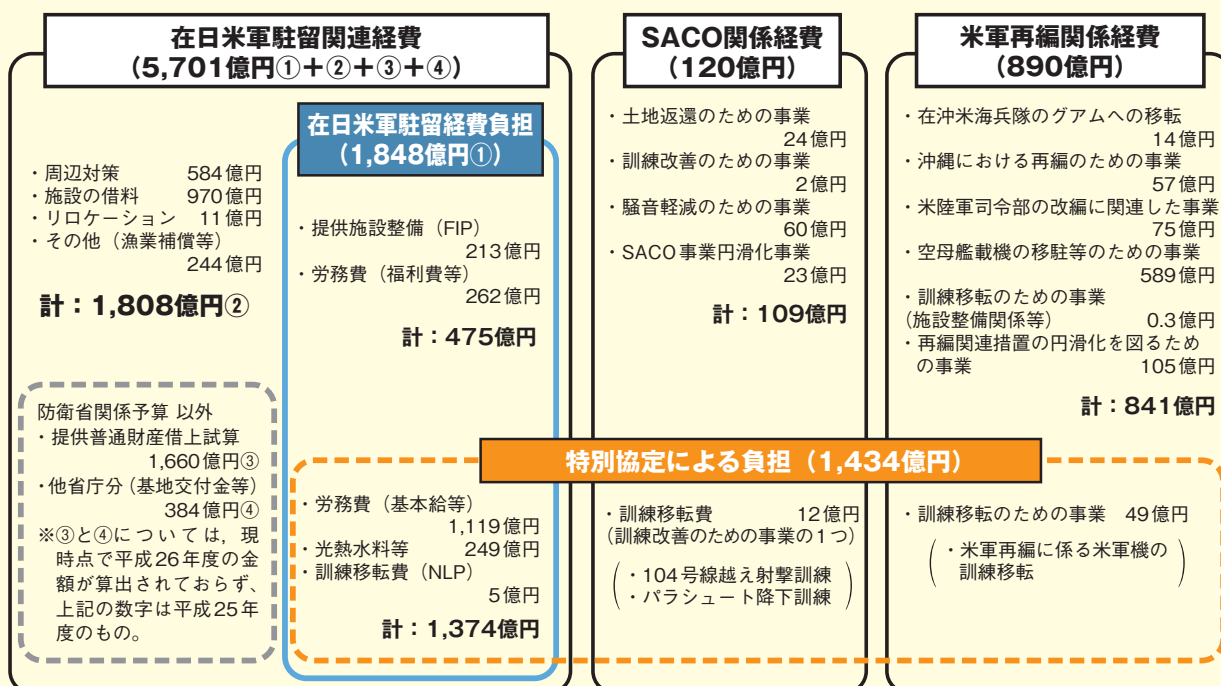 在日米軍駐留関連経費
（5,701億円①＋②＋③＋④）
・周辺対策 584億円
・施設の借料 970億円
・リロケーション 11億円
・その他（漁業補償等）
244億円
計：1,808億円②
在日米軍駐留経費負担
（1,848億円①）
・提供施設整備（FIP）
213億円
・労務費（福利費等）
262億円
計：475億円
防衛省関係予算 以外
・提供普通財産借上試算
1,660億円③
・他省庁分（基地交付金等）
384億円④
※③と④については，現
時点で平成26年度の金
額が算出されておらず、
上記の数字は平成25年
度のもの。
SACO関係経費
（120億円）
・土地返還のための事業
24億円
・訓練改善のための事業
2億円
・騒音軽減のための事業
60億円
・SACO事業円滑化事業
23億円
計：109億円
米軍再編関係経費
（890億円）
・在沖米海兵隊のグアムへの移転
14億円
・沖縄における再編のための事業
57億円
・米陸軍司令部の改編に関連した事業
75億円
・空母艦載機の移駐等のための事業
589億円
・訓練移転のための事業
（施設整備関係等） 0.3億円
・再編関連措置の円滑化を図るため
の事業 105億円
計：841億円
特別協定による負担（1,434億円）
・労務費（基本給等）
1,119億円
・光熱水料等 249億円
・訓練移転費（NLP）
5億円
計：1,374億円
・訓練移転費 12億円
（訓練改善のための事業の1つ）
・104号線越え射撃訓練
・パラシュート降下訓練
・訓練移転のための事業 49億円
・米軍再編に係る米軍機の
訓練移転